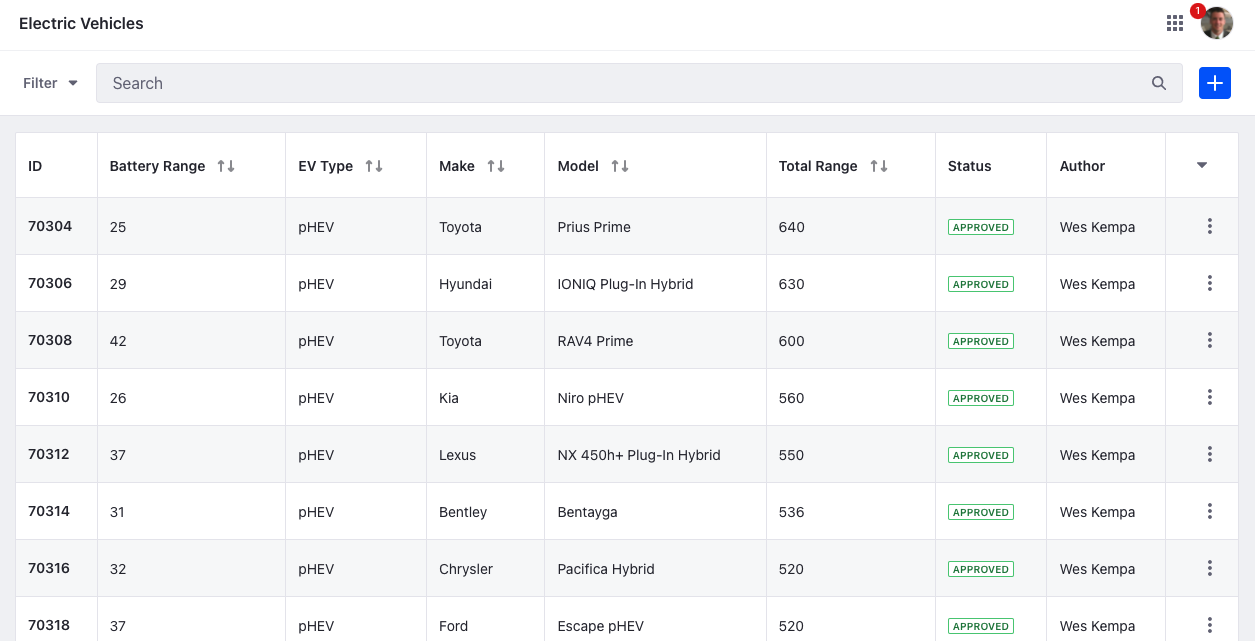 Electric Vehicles
1
Filter Search
ID Battery Range EV Type Make Model Total Range Status Author
70304 25 pHEV Toyota Prius Prime 640 APPROVED Wes Kempa
70306 29 pHEV Hyundai IONIQ Plug-In Hybrid 630 APPROVED Wes Kempa
70308 42 pHEV Toyota RAV4 Prime 600 APPROVED Wes Kempa
70310 26 pHEV Kia Niro pHEV 560 APPROVED Wes Kempa
70312 37 pHEV Lexus NX 450h+ Plug-In Hybrid 550 APPROVED Wes Kempa
70314 31 pHEV Bentley Bentayga 536 APPROVED Wes Kempa
70316 32 pHEV Chrysler Pacifica Hybrid 520 APPROVED Wes Kempa
70318 37 pHEV Ford Escape pHEV 520 APPROVED Wes Kempa